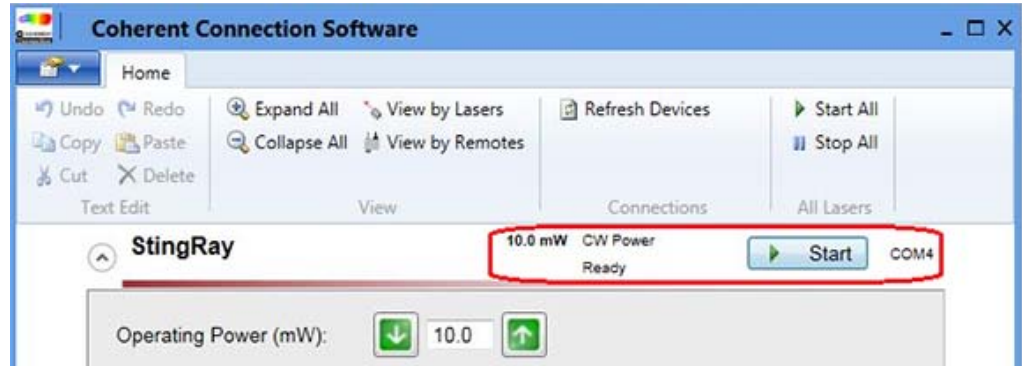 Coherent Connection Software
Home
Undo Redo Expand All View by Lasers Refresh Devices Start All
Copy Paste Collapse All View by Remotes Stop All
Cut Delete
Text Edit View Connections All Lasers
StingRay 10.0 mW CW Power Start COM4
Ready
Operating Power (mW): 10.0